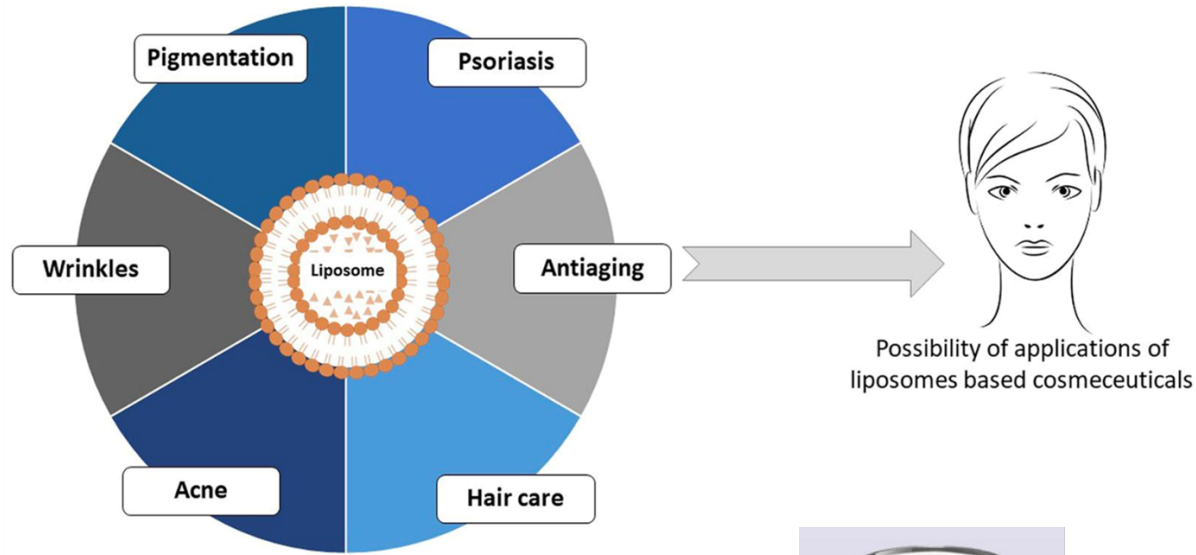 Pigmentation
Psoriasis
Wrinkles
Liposome
Antiaging
Acne
Hair care
Possibility of applications of
liposomes based cosmeceuticals